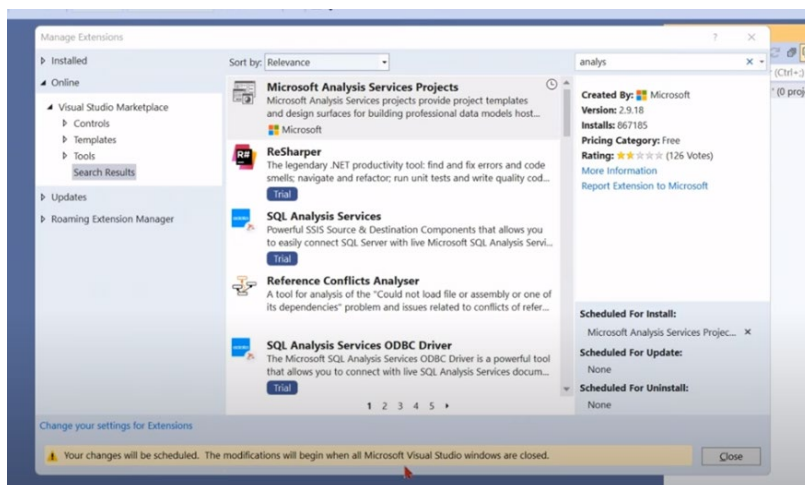 Manage Extensions
Installed
Online
Visual Studio Marketplace
Controls
Templates
Tools
Search Results
Updates
Roaming Extension Manager
Sort by: Relevance
Microsoft Analysis Services Projects
Microsoft Analysis Services projects provide project templates
and design surfaces for building professional data models host...
Microsoft
R#
ReSharper
The legendary .NET productivity tool: find and fix errors and code
smells; navigate and refactor; run unit tests and write quality cod...
Trial
SQL Analysis Services
Powerful SSIS Source & Destination Components that allows you
to easily connect SQL Server with live Microsoft SQL Analysis Servi...
Trial
Reference Conflicts Analyser
A tool for analysis of the "Could not load file or assembly or one of
its dependencies" problem and issues related to conflicts of refer...
SQL Analysis Services ODBC Driver
The Microsoft SQL Analysis Services ODBC Driver is a powerful tool
that allows you to connect with live SQL Analysis Services docum...
Trial
1 2 3 4 5
analys
Created By: Microsoft
Version: 2.9.18
Installs: 867185
Pricing Category: Free
Rating: (126 Votes)
More Information
Report Extension to Microsoft
Scheduled For Install:
Microsoft Analysis Services Projec...
Scheduled For Update:
None
Scheduled For Uninstall:
None
Change your settings for Extensions
Your changes will be scheduled. The modifications will begin when all Microsoft Visual Studio windows are closed.
Close
(Ctrl+;)
(0 proj